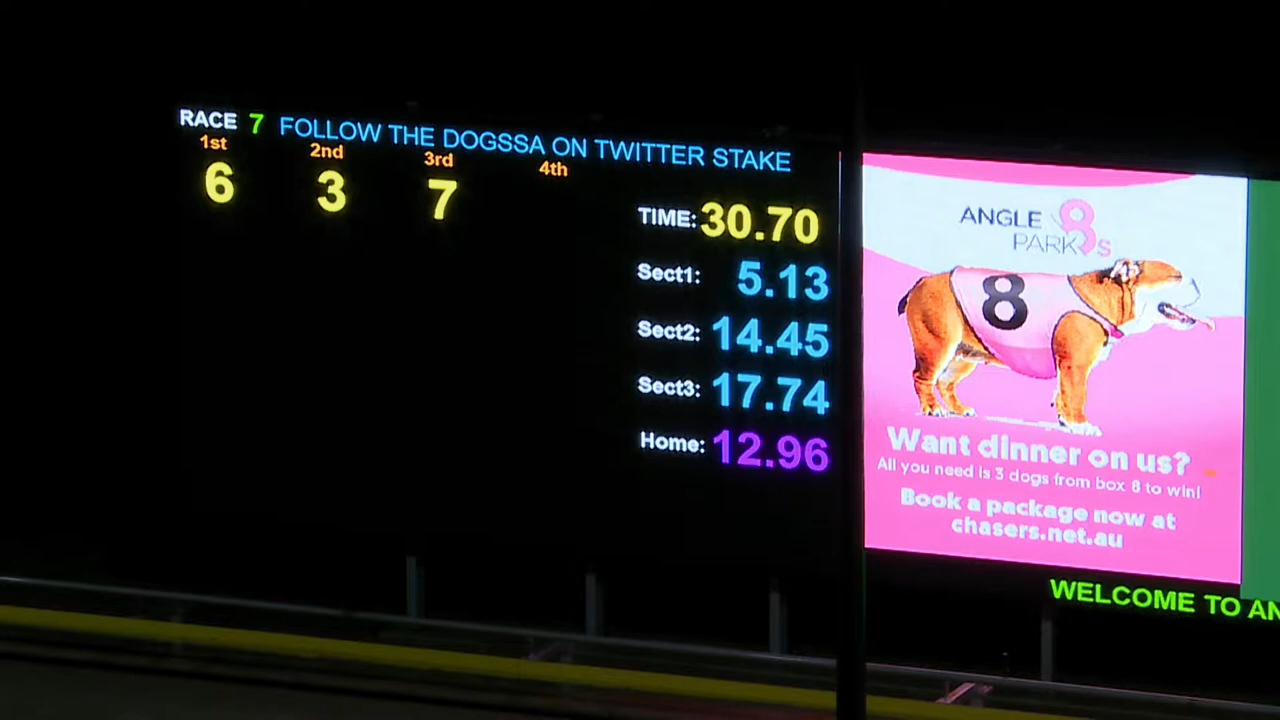 RACE 7 FOLLOW THE DOGSSA ON TWITTER STAKE
1st 2nd 3rd 4th
6 3 7
TIME: 30.70
Sect1: 5.13
Sect2: 14.45
Sect3: 17.74
Home: 12.96
ANGLE
PARK 8s
8
Want dinner on us?
All you need is 3 dogs from box 8 to win!
Book a package now at
chasers.net.au
WELCOME TO AN